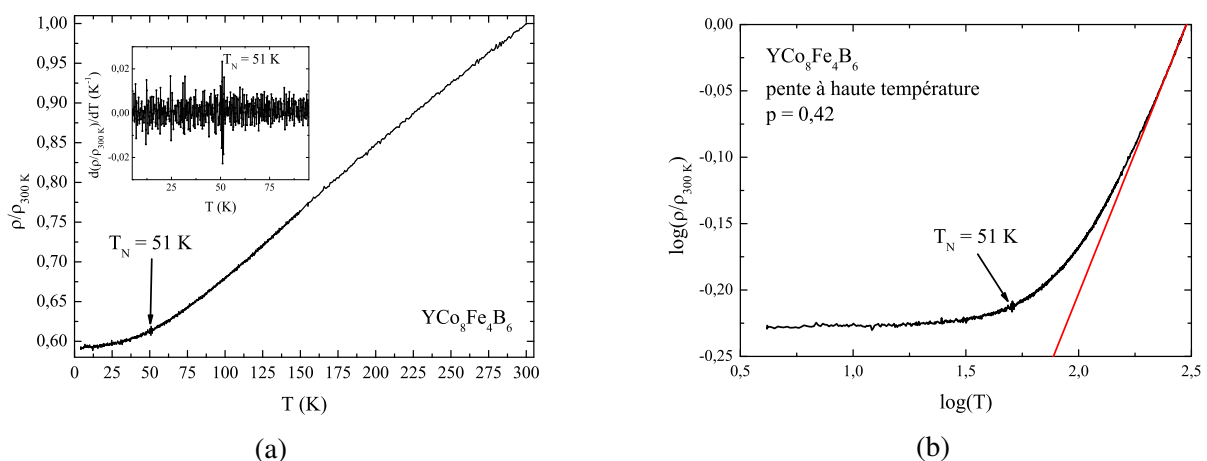 1,00
0,95
0,90
0,85
0,80
0,75
0,70
0,65
0,60
ρ/ρ300 K
0,02
0,00
-0,02
d(ρ/ρ300 K)/dT (K-1)
TN = 51 K
25 50 75
T (K)
TN = 51 K
YCo8Fe4B6
0 25 50 75 100 125 150 175 200 225 250 275 300
T (K)
(a)
0,00
-0,05
-0,10
-0,15
-0,20
-0,25
log(ρ/ρ300 K)
YCo8Fe4B6
pente à haute température
p = 0,42
TN = 51 K
0,5 1,0 1,5 2,0 2,5
log(T)
(b)